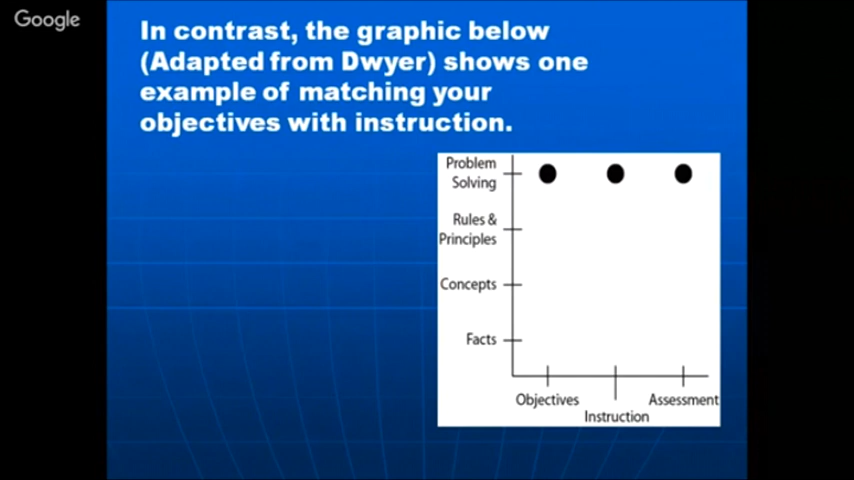 Google
In contrast, the graphic below
(Adapted from Dwyer) shows one
example of matching your
objectives with instruction.
Problem
Solving
Rules &
Principles
Concepts
Facts
Objectives
Instruction
Assessment